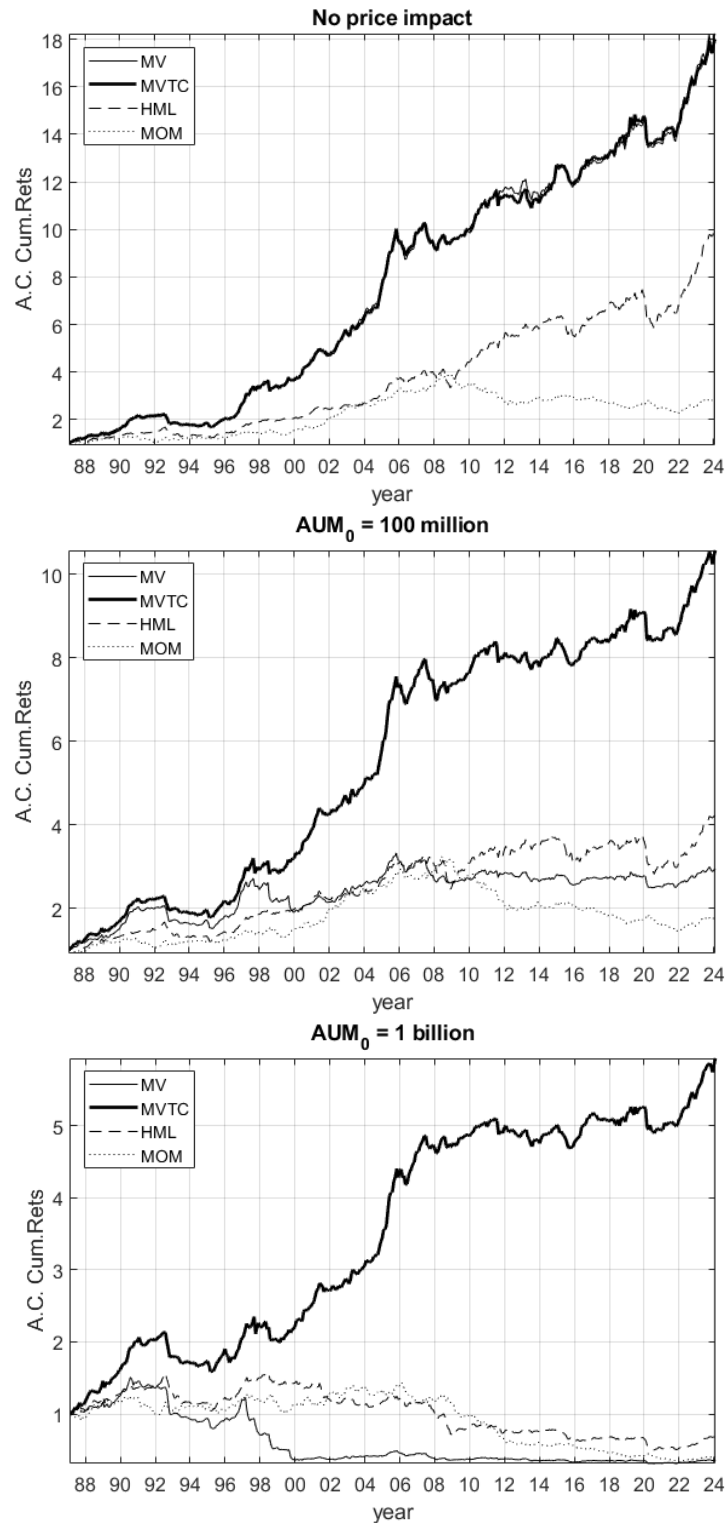 No price impact
MV
MVTC
HML
MOM
A.C. Cum.Rets
18
16
14
12
10
8
6
4
2
88 90 92 94 96 98 00 02 04 06 08 10 12 14 16 18 20 22 24
year
AUM0 = 100 million
MV
MVTC
HML
MOM
A.C. Cum.Rets
10
8
6
4
2
88 90 92 94 96 98 00 02 04 06 08 10 12 14 16 18 20 22 24
year
AUM0 = 1 billion
MV
MVTC
HML
MOM
A.C. Cum.Rets
5
4
3
2
1
88 90 92 94 96 98 00 02 04 06 08 10 12 14 16 18 20 22 24
year